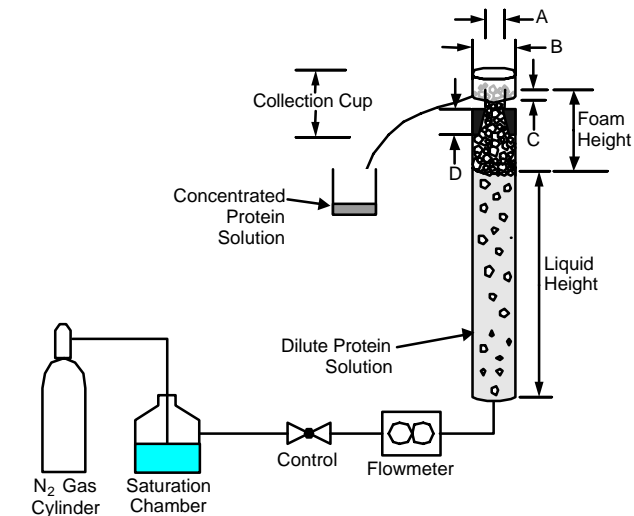 A
B
Collection Cup
Foam
Height
C
D
Concentrated
Protein
Solution
Liquid
Height
Dilute Protein
Solution
Control
Flowmeter
N2 Gas
Cylinder
Saturation
Chamber